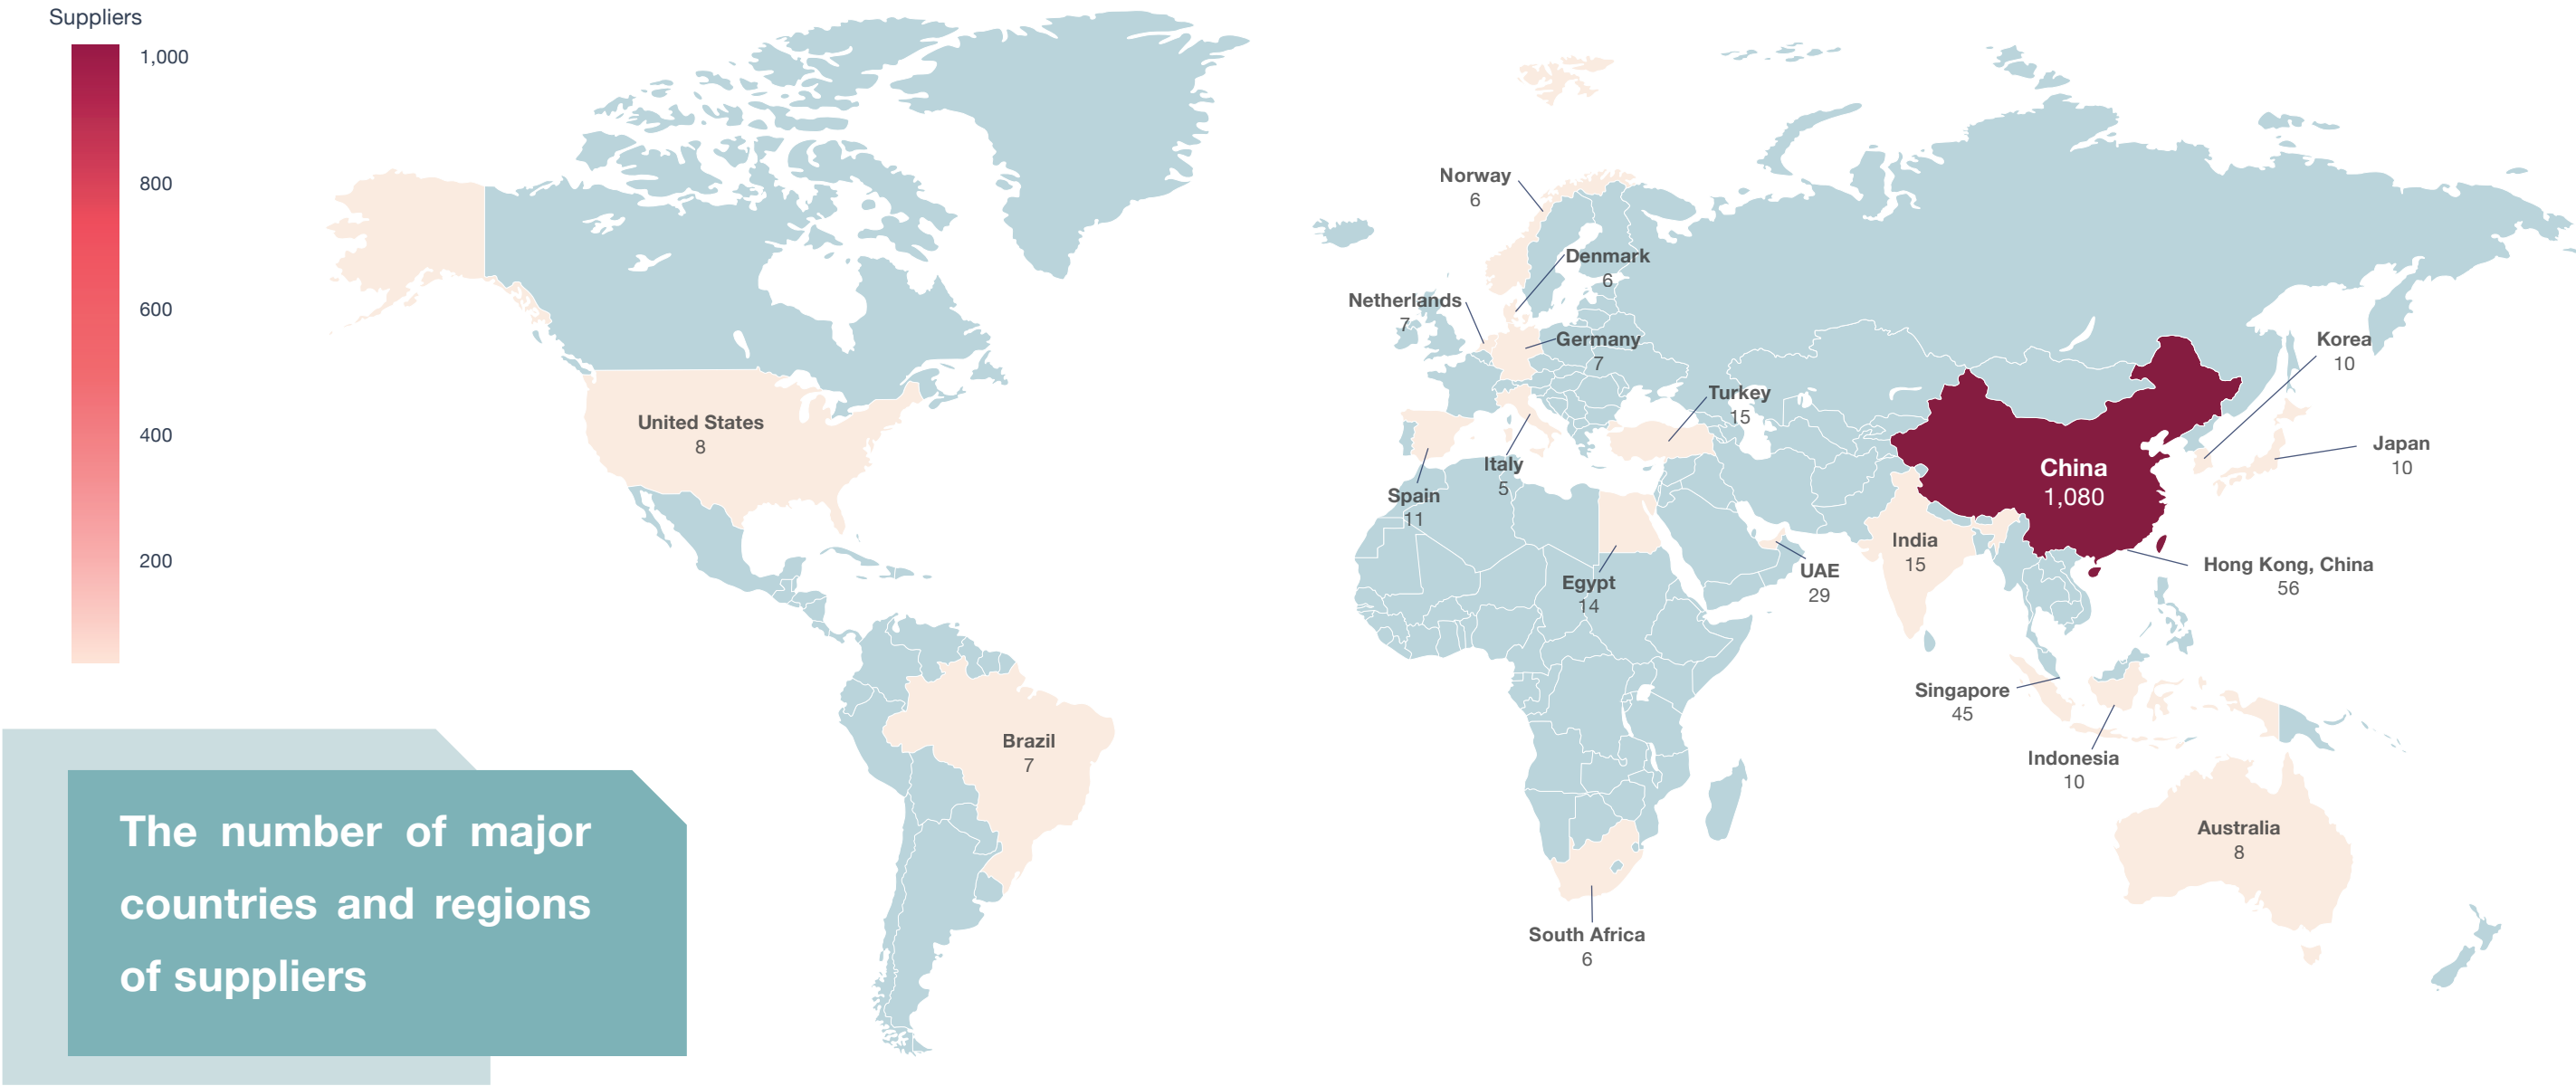 Suppliers
1,000
800
600
400
200
Norway
6
Denmark
6
Netherlands
7
Germany
7
Turkey
15
Italy
5
Spain
11
Egypt
14
UAE
29
South Africa
6
United States
8
Brazil
7
Korea
10
Japan
10
China
1,080
India
15
Hong Kong, China
56
Singapore
45
Indonesia
10
Australia
8
The number of major
countries and regions
of suppliers